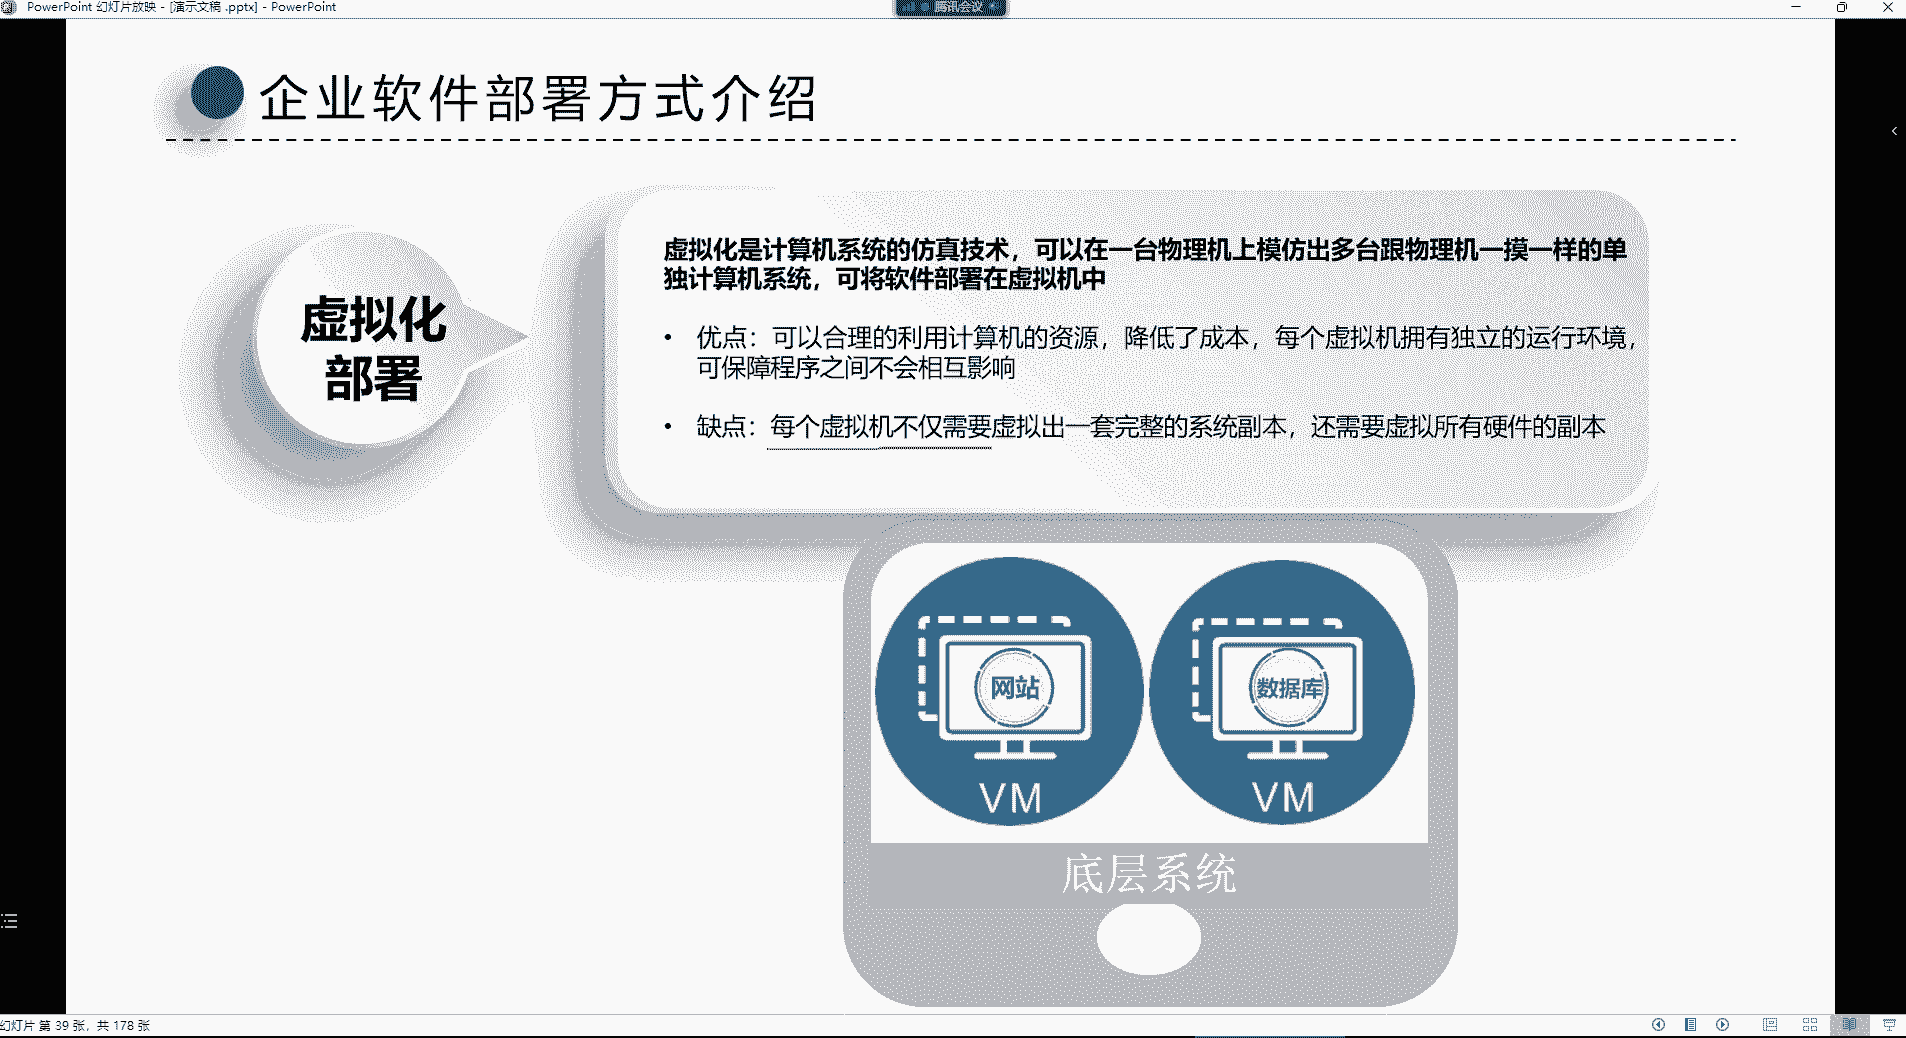 PowerPoint 幻灯片放映 - [演示文稿 .pptx] - PowerPoint
腾讯会议
企业软件部署方式介绍
虚拟化
部署
虚拟化是计算机系统的仿真技术，可以在一台物理机上模仿出多台跟物理机一摸一样的单
独计算机系统，可将软件部署在虚拟机中
• 优点：可以合理的利用计算机的资源，降低了成本，每个虚拟机拥有独立的运行环境，
可保障程序之间不会相互影响
• 缺点：每个虚拟机不仅需要虚拟出一套完整的系统副本，还需要虚拟所有硬件的副本
网站
VM
数据库
VM
底层系统
幻灯片 第 39 张，共 178 张